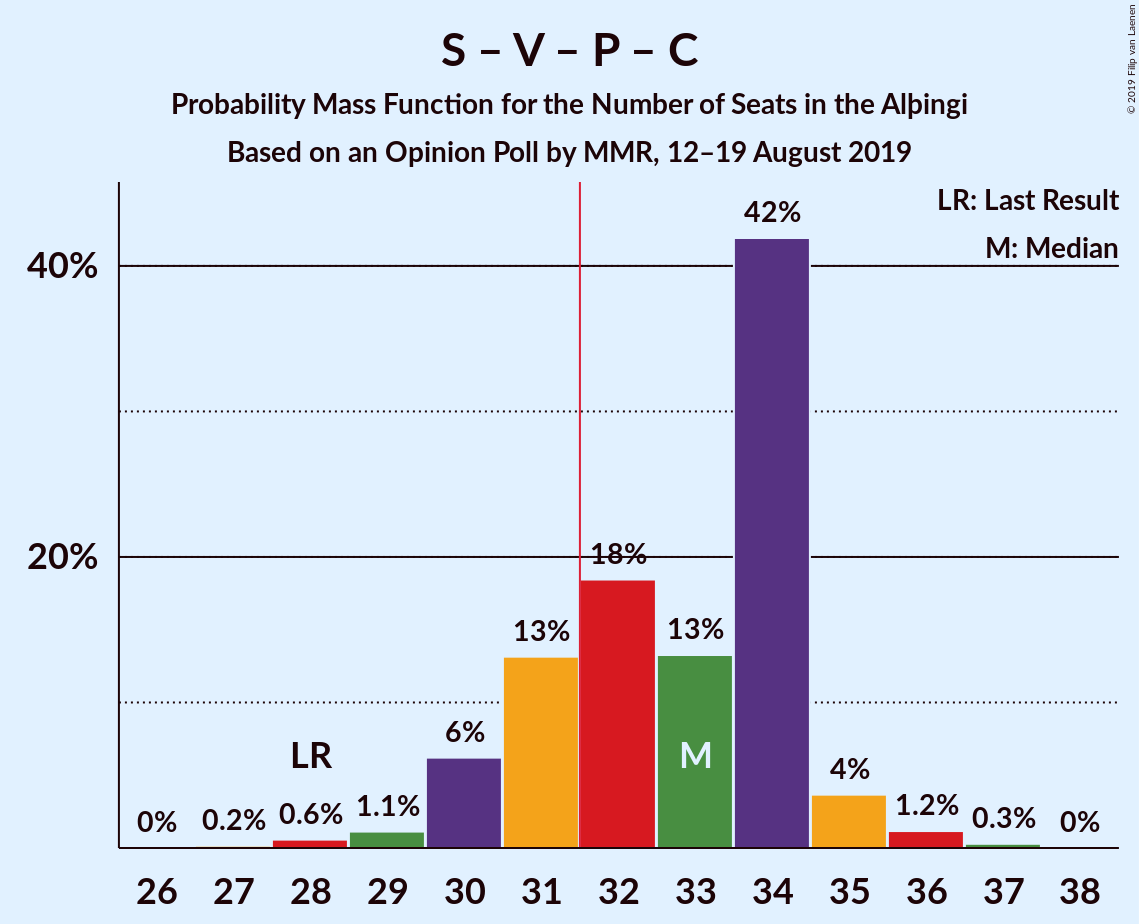 S – V – P – C
Probability Mass Function for the Number of Seats in the Alþingi
Based on an Opinion Poll by MMR, 12–19 August 2019
© 2019 Filip van Laenen
LR: Last Result
M: Median
40%
20%
0%
0.2%
0.6%
1.1%
6%
13%
18%
13%
42%
4%
1.2%
0.3%
0%
LR
M
26 27 28 29 30 31 32 33 34 35 36 37 38